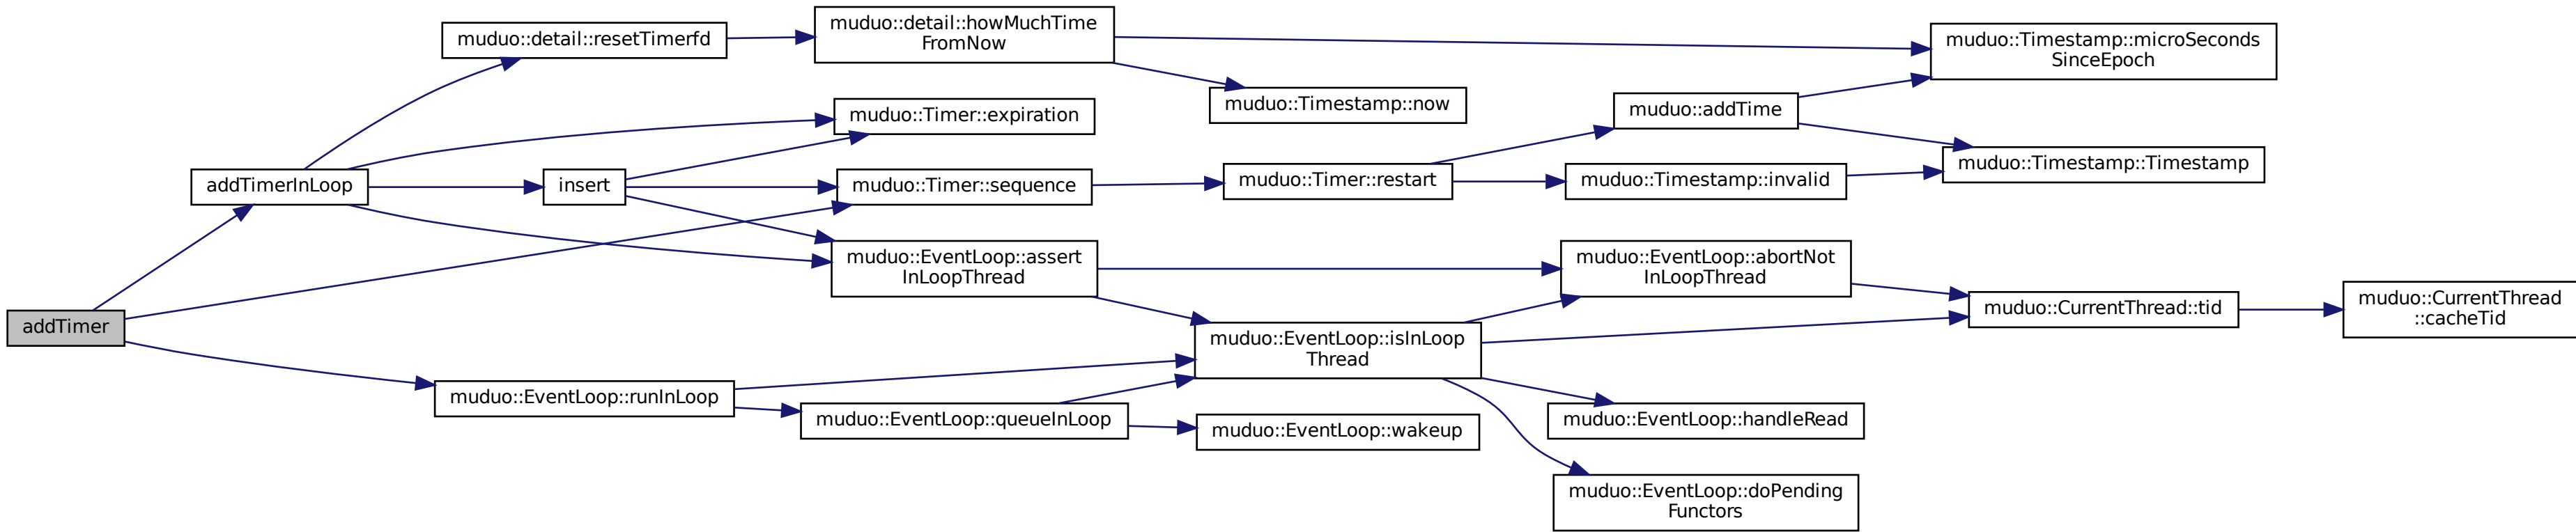 addTimer
addTimerInLoop
muduo::detail::resetTimerfd
insert
muduo::EventLoop::runInLoop
muduo::detail::howMuchTime
FromNow
muduo::Timer::expiration
muduo::Timer::sequence
muduo::EventLoop::assert
InLoopThread
muduo::EventLoop::queueInLoop
muduo::Timestamp::now
muduo::Timer::restart
muduo::EventLoop::isInLoop
Thread
muduo::EventLoop::wakeup
muduo::addTime
muduo::Timestamp::invalid
muduo::EventLoop::abortNot
InLoopThread
muduo::EventLoop::handleRead
muduo::EventLoop::doPending
Functors
muduo::Timestamp::microSeconds
SinceEpoch
muduo::Timestamp::Timestamp
muduo::CurrentThread::tid
muduo::CurrentThread
::cacheTid